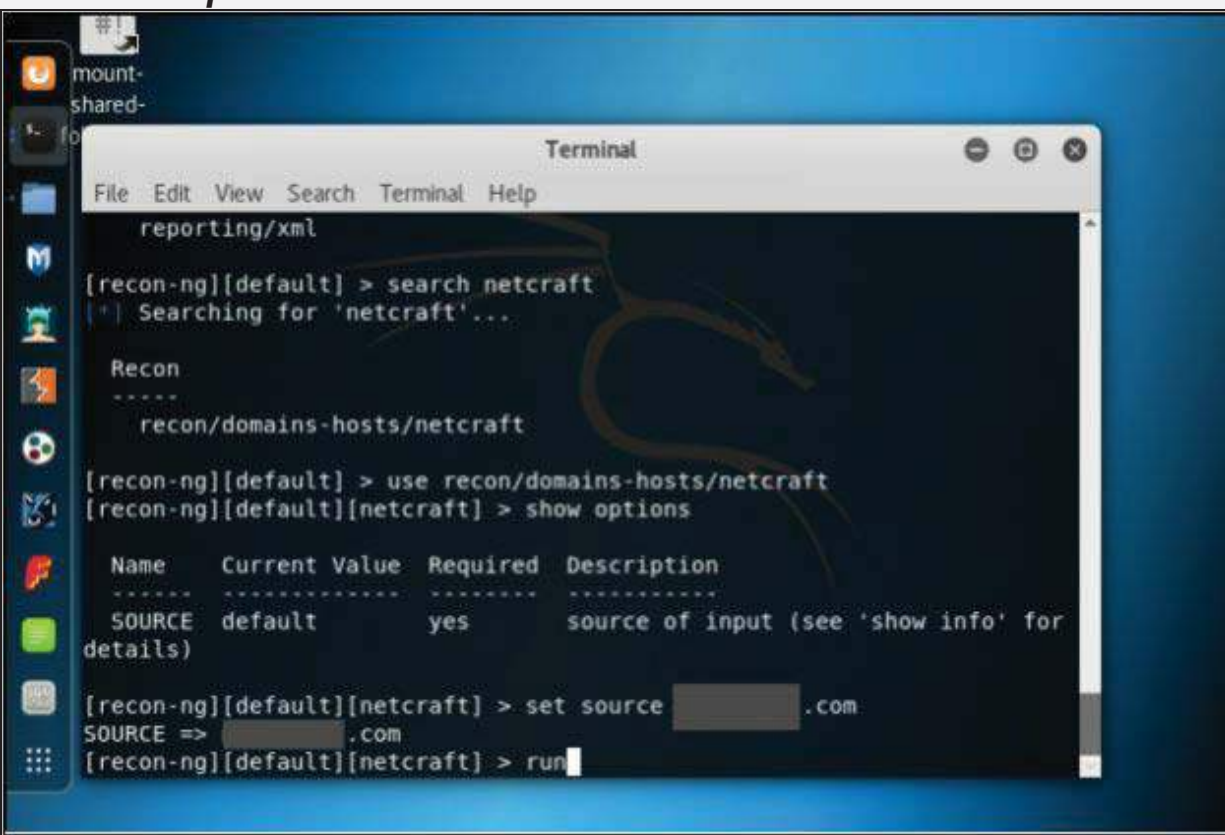 #!
mount-
shared-
fo
Terminal
File Edit View Search Terminal Help
reporting/xml
[recon-ng][default] > search netcraft
[*] Searching for 'netcraft'...
Recon
-----
recon/domains-hosts/netcraft
[recon-ng][default] > use recon/domains-hosts/netcraft
[recon-ng][default][netcraft] > show options
Name Current Value Required Description
------ ------------- -------- -----------
SOURCE default yes source of input (see 'show info' for
details)
[recon-ng][default][netcraft] > set source .com
SOURCE => .com
[recon-ng][default][netcraft] > run